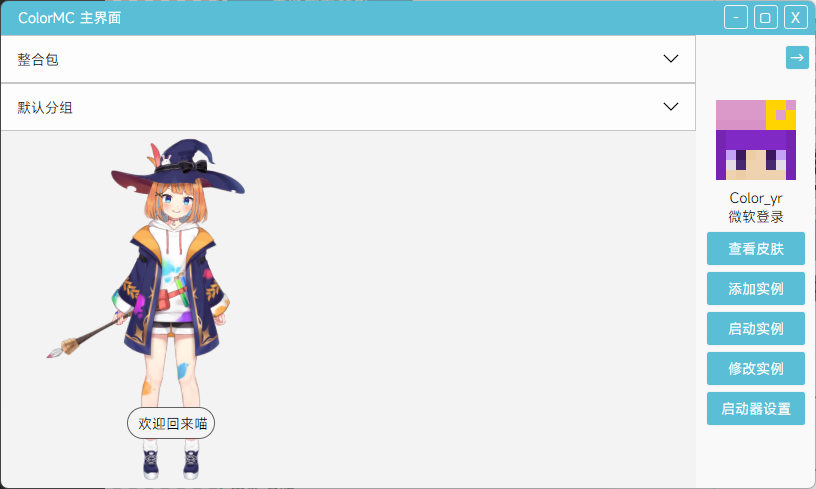 ColorMC 主界面
整合包
默认分组
Color_yr
微软登录
查看皮肤
添加实例
启动实例
修改实例
启动器设置
欢迎回来喵